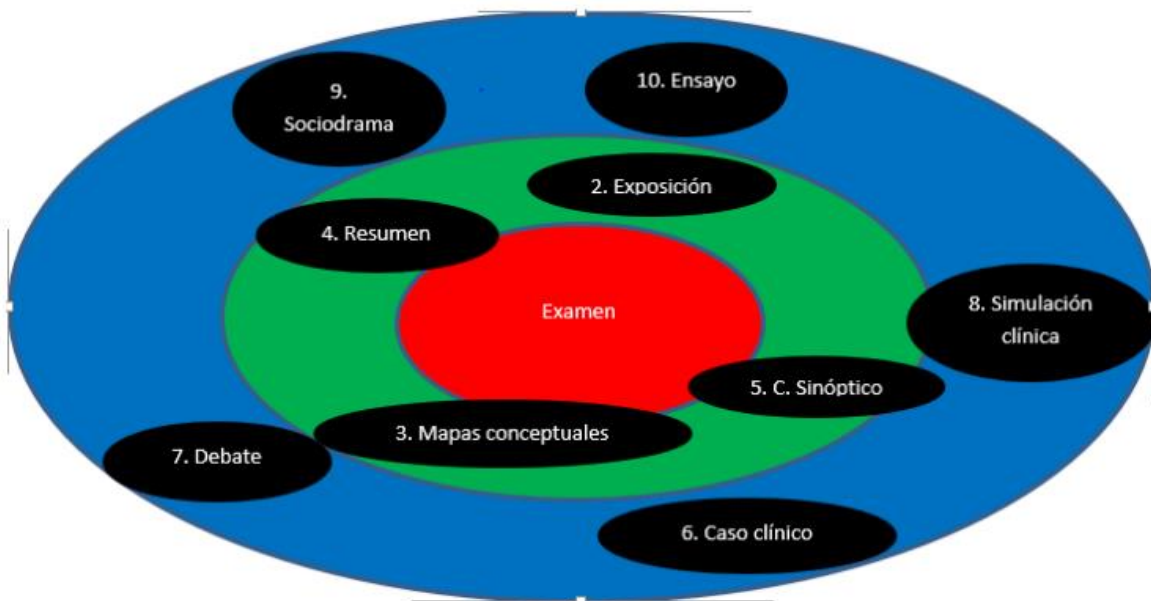 10. Ensayo
9.
Sociodrama
2. Exposición
4. Resumen
Examen
8. Simulación
clínica
5. C. Sinóptico
3. Mapas conceptuales
7. Debate
6. Caso clínico